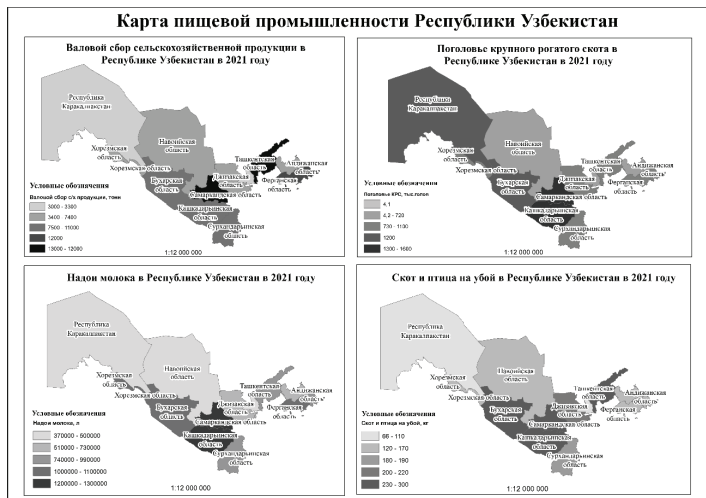 Карта пищевой промышленности Республики Узбекистан
Валовой сбор сельскохозяйственной продукции в
Республике Узбекистан в 2021 году
Республика
Каракалпакстан
Навоийская
область
Хорезмская
область
Хорезмская область
Бухарская
область
Ташкентская
область
Андижанская
область
Ферганская
область
Джизакская
область
Самаркандская область
Кашкадарьинская
область
Сурхандарьинская
область
Условные обозначения
Валовой сбор с/х продукции, тонн
3000 - 3300
3400 - 7400
7500 - 11000
12000
13000 - 12000
1:12 000 000
Поголовье крупного рогатого скота в
Республике Узбекистан в 2021 году
Республика
Каракалпакстан
Навоийская
область
Хорезмская
область
Хорезмская область
Бухарская
область
Ташкентская
область
Андижанская
область
Ферганская
область
Джизакская
область
Самаркандская область
Кашкадарьинская
область
Сурхандарьинская
область
Условные обозначения
Поголовье КРС, тыс.голов
4,1
4,2 - 720
730 - 1100
1200
1300 - 1600
1:12 000 000
Надои молока в Республике Узбекистан в 2021 году
Республика
Каракалпакстан
Навоийская
область
Хорезмская
область
Хорезмская область
Бухарская
область
Ташкентская
область
Андижанская
область
Ферганская
область
Джизакская
область
Самаркандская область
Кашкадарьинская
область
Сурхандарьинская
область
Условные обозначения
Надои молока, л
370000 - 500000
510000 - 730000
740000 - 990000
1000000 - 1100000
1200000 - 1300000
1:12 000 000
Скот и птица на убой в Республике Узбекистан в 2021 году
Республика
Каракалпакстан
Навоийская
область
Хорезмская
область
Хорезмская область
Бухарская
область
Ташкентская
область
Андижанская
область
Ферганская
область
Джизакская
область
Самаркандская область
Кашкадарьинская
область
Сурхандарьинская
область
Условные обозначения
Скот и птица на убой, кг
66 - 110
120 - 170
180 - 190
200 - 220
230 - 300
1:12 000 000